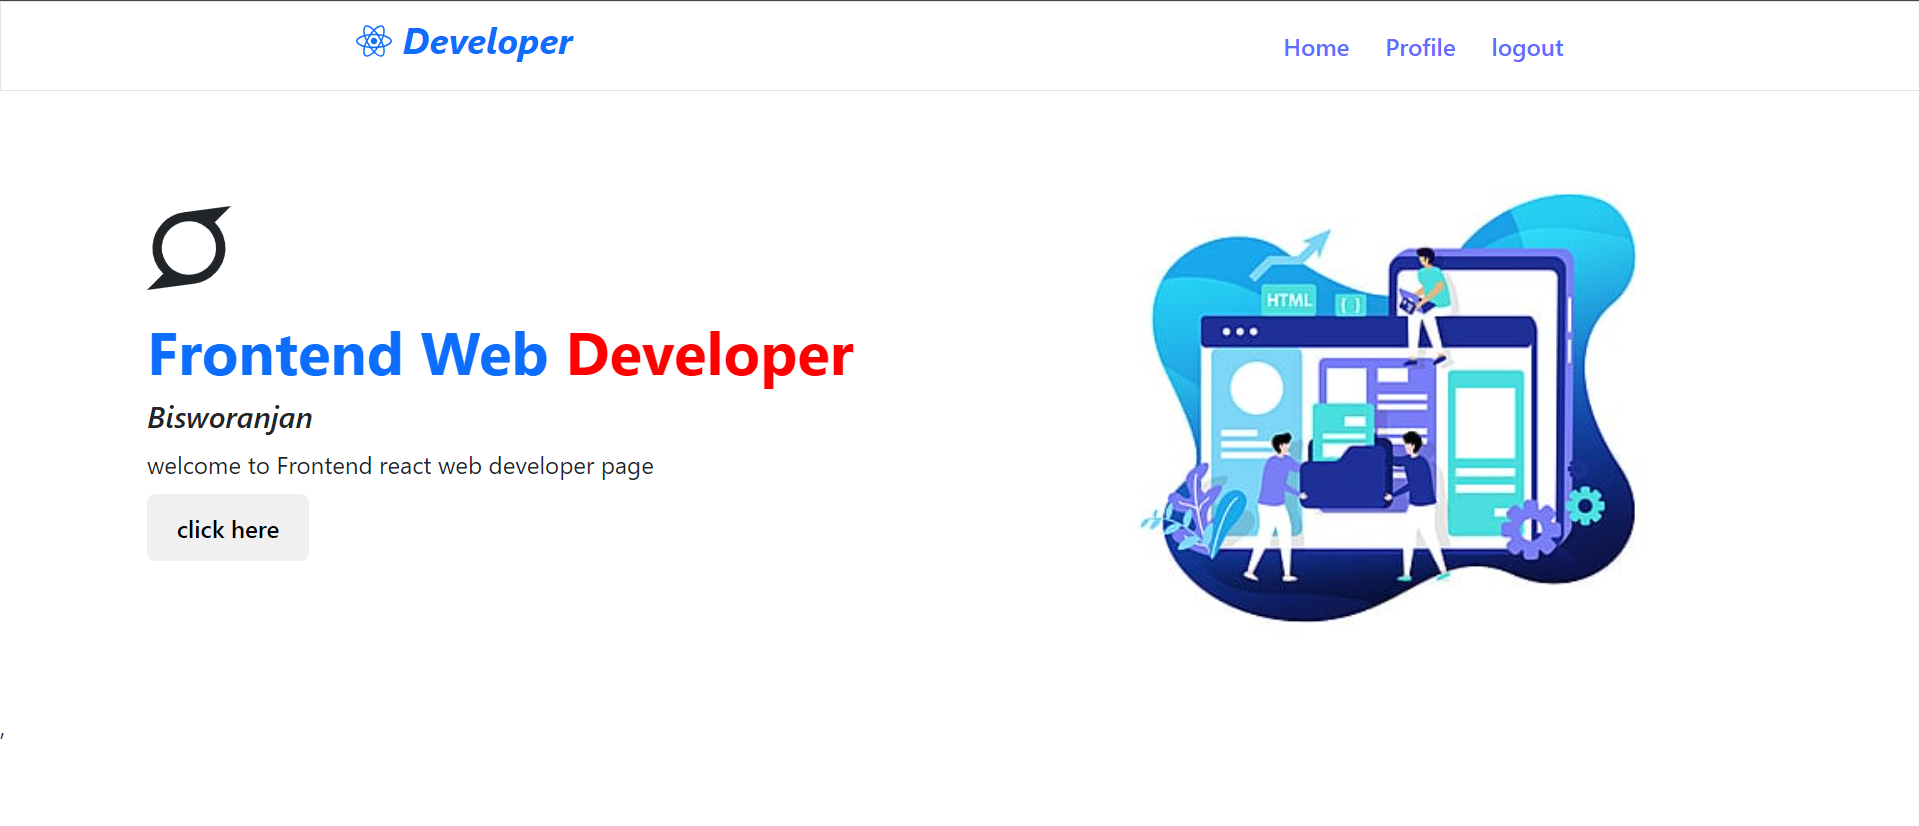 Developer
Home Profile logout
HTML
{ }
Frontend Web Developer
Bisworanjan
welcome to Frontend react web developer page
click here
,